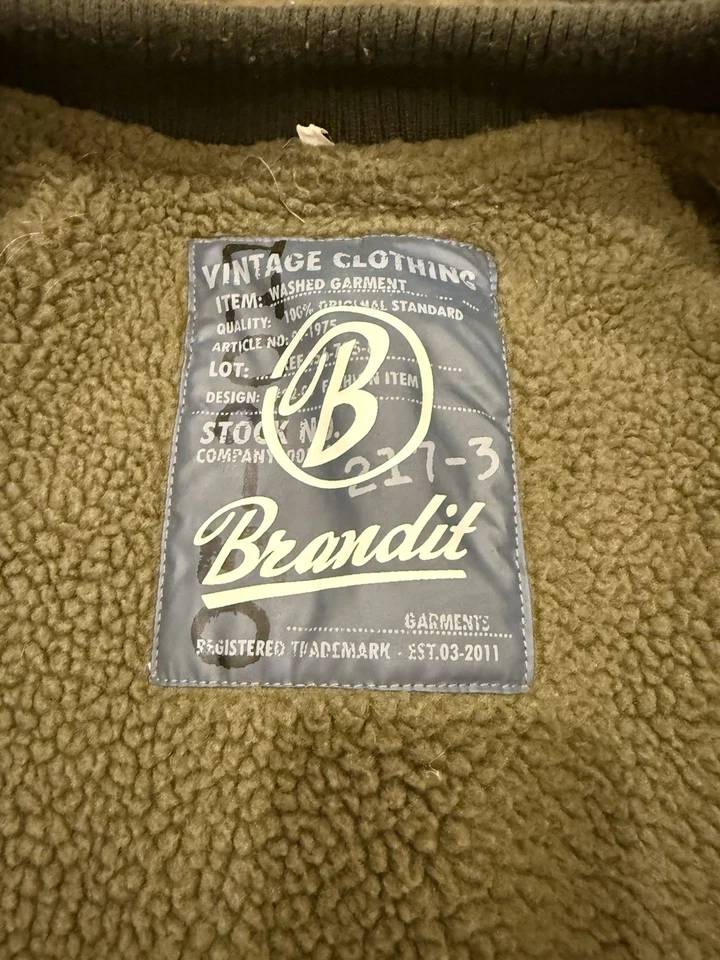 VINTAGE CLOTHING
ITEM: WASHED GARMENT
QUALITY: 100% ORIGINAL STANDARD
ARTICLE NO:
LOT:
DESIGN: ITEM
STOCK NO.
COMPANY
217-3
B
Brandit
GARMENTS
REGISTERED TRADEMARK - EST.03-2011